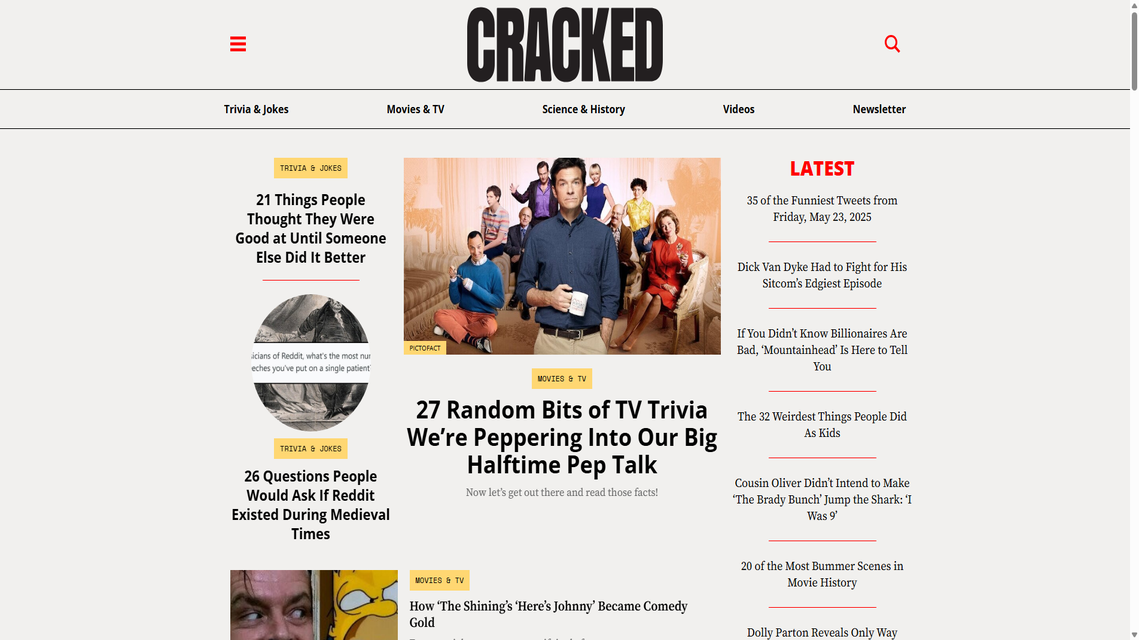 CRACKED
Trivia & Jokes
Movies & TV
Science & History
Videos
Newsletter
TRIVIA & JOKES
21 Things People
Thought They Were
Good at Until Someone
Else Did It Better
icians of Reddit, what's the most
eches you've put on a single patient
TRIVIA & JOKES
26 Questions People
Would Ask If Reddit
Existed During Medieval
Times
PICTOFACT
MOVIES & TV
27 Random Bits of TV Trivia
We're Peppering Into Our Big
Halftime Pep Talk
Now let's get out there and read those facts!
MOVIES & TV
How 'The Shining's 'Here's Johnny' Became Comedy
Gold
LATEST
35 of the Funniest Tweets from
Friday, May 23, 2025
Dick Van Dyke Had to Fight for His
Sitcom's Edgiest Episode
If You Didn't Know Billionaires Are
Bad, 'Mountainhead' Is Here to Tell
You
The 32 Weirdest Things People Did
As Kids
Cousin Oliver Didn't Intend to Make
'The Brady Bunch' Jump the Shark: 'I
Was 9'
20 of the Most Bummer Scenes in
Movie History
Dolly Parton Reveals Only Way